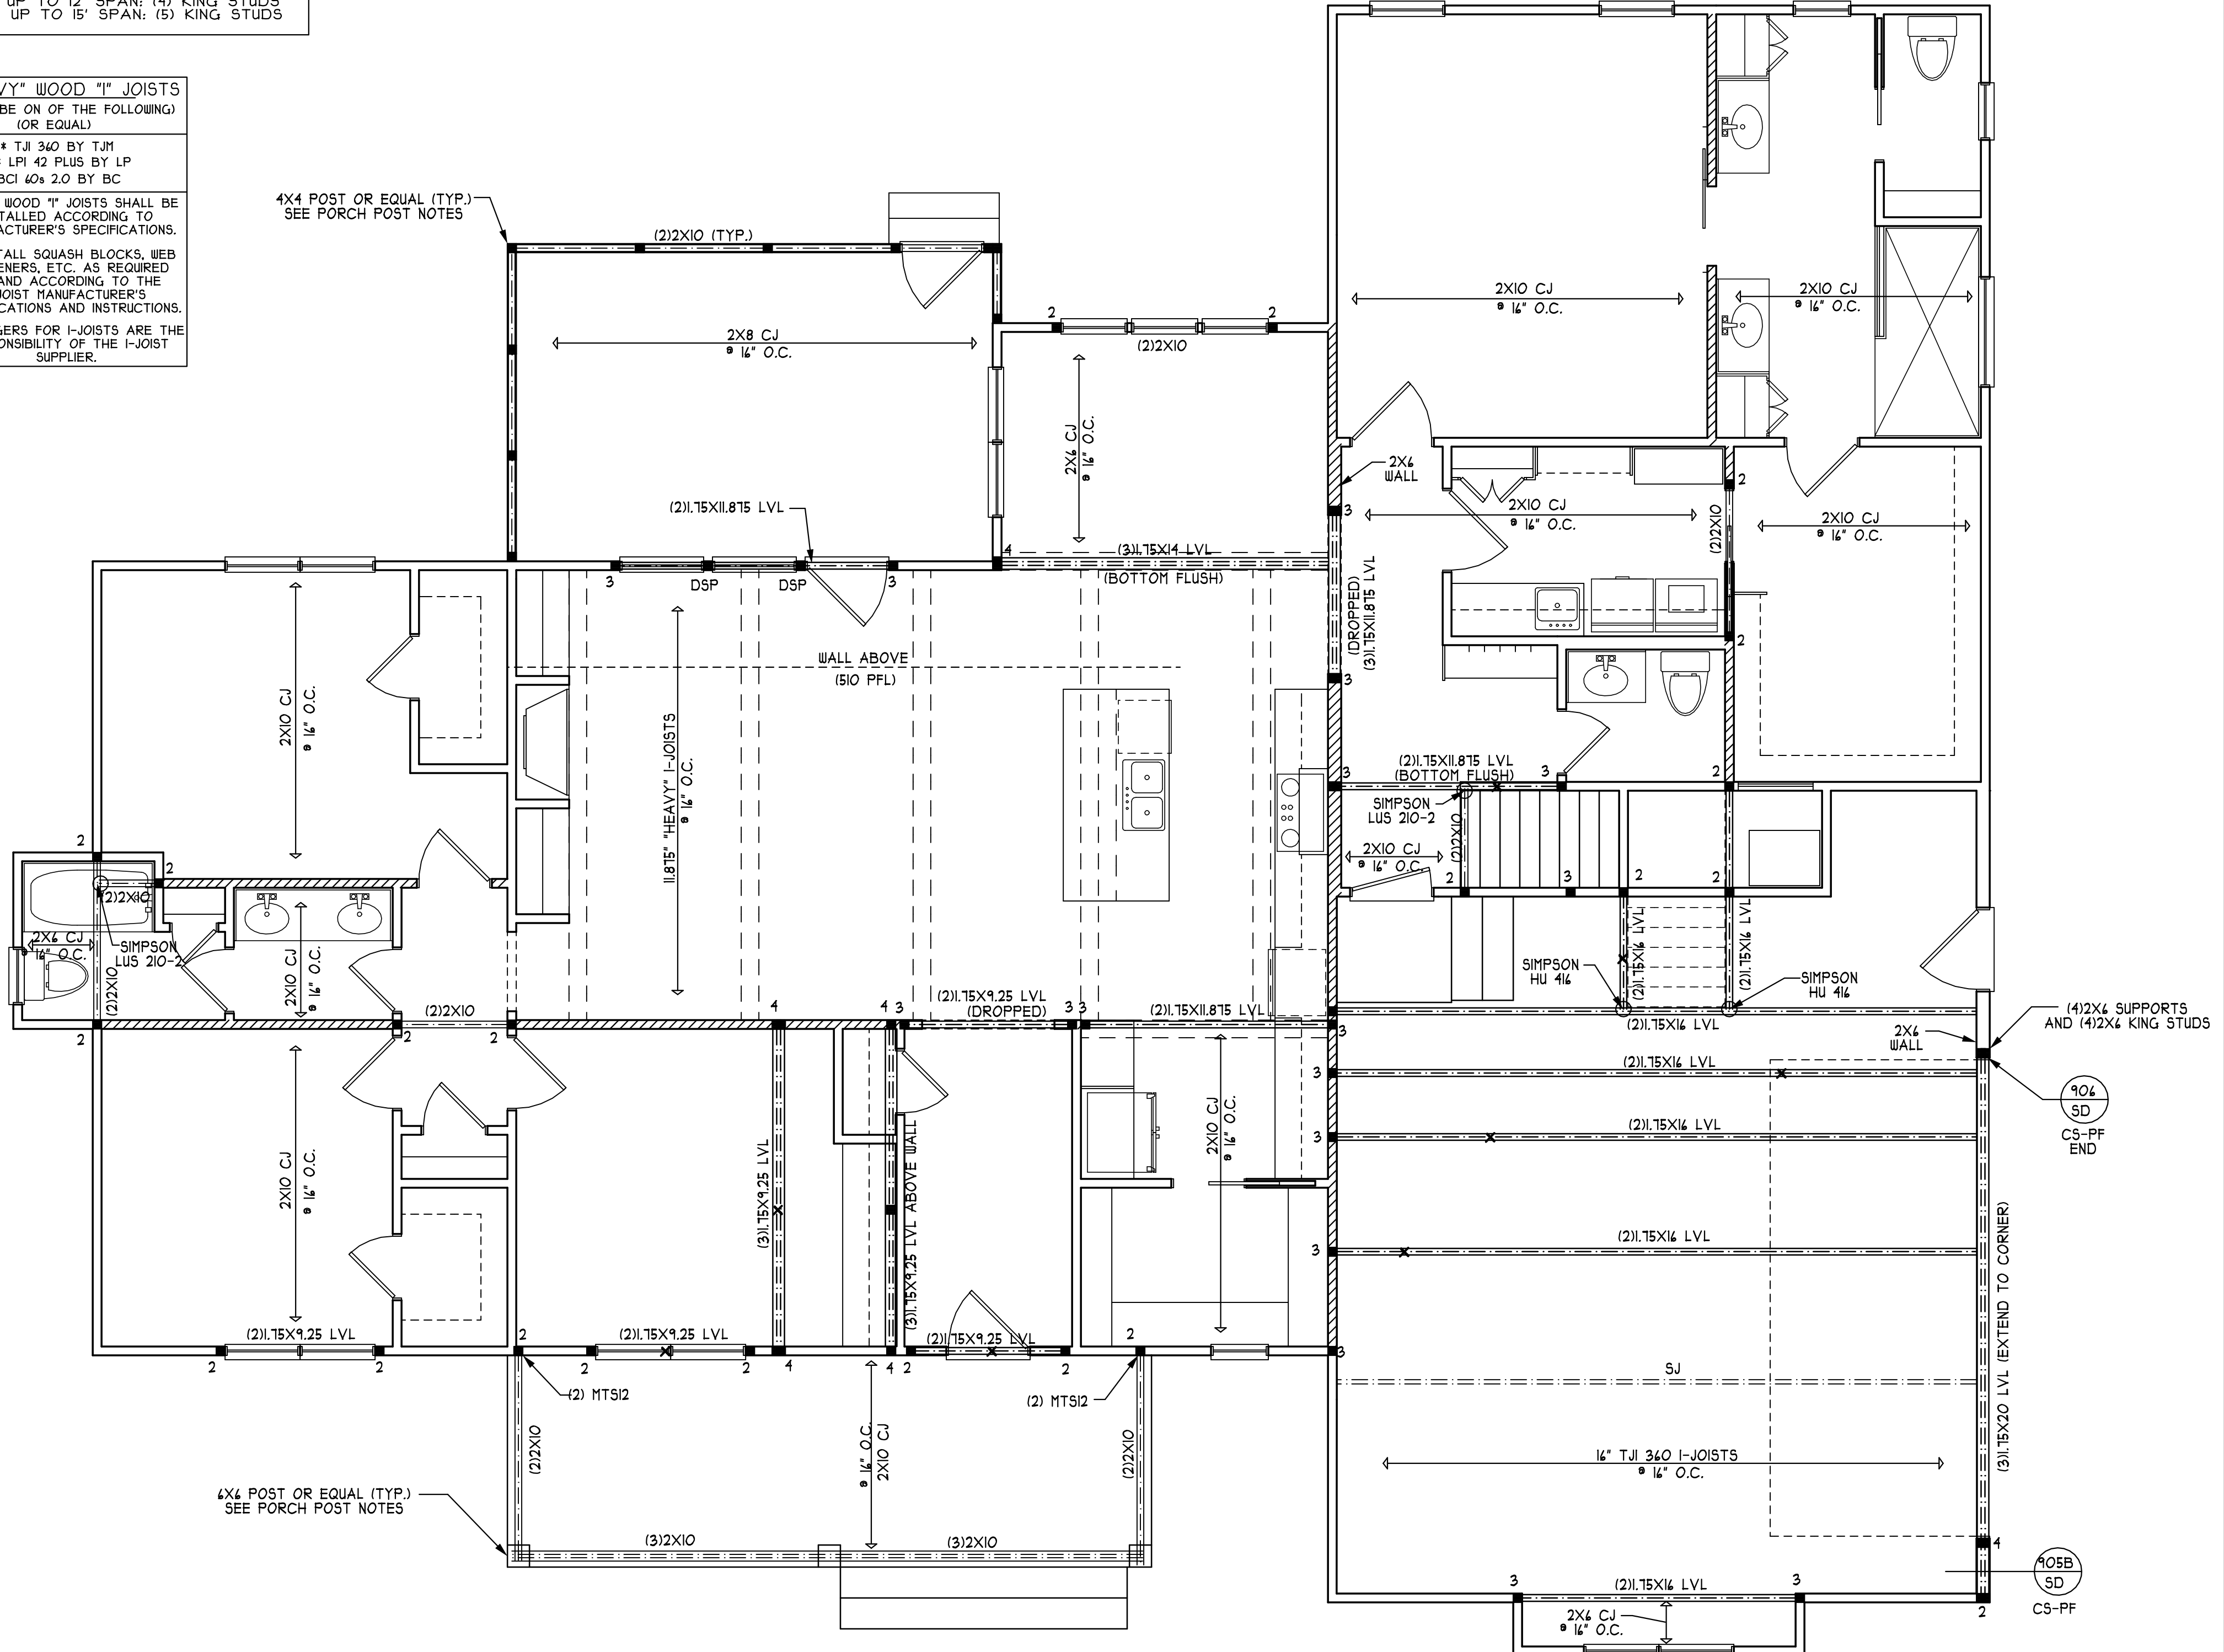 UP TO 12' SPAN: (4) KING STUDS
UP TO 15' SPAN: (5) KING STUDS
WOOD "I" JOISTS
BE ON OF THE FOLLOWING)
(OR EQUAL)
* TJI 360 BY TJM
LPI 42 PLUS BY LP
BCI 60s 2.0 BY BC
WOOD "I" JOISTS SHALL BE
ACCORDING TO
SPECIFICATIONS.
SQUASH BLOCKS, WEB
ETC. AS REQUIRED
AND ACCORDING TO THE
JOIST MANUFACTURER'S
AND INSTRUCTIONS.
FOR I-JOISTS ARE THE
OF THE I-JOIST
SUPPLIER.
4X4 POST OR EQUAL (TYP.)
SEE PORCH POST NOTES
(2)2X10 (TYP.)
2X8 CJ
@ 16" O.C.
2
2
(2)2X10
2X6 CJ
@ 16" O.C.
2X10 CJ
@ 16" O.C.
2X10 CJ
@ 16" O.C.
2X6
WALL
3
2X10 CJ
@ 16" O.C.
2
(2)2X10
2
2X10 CJ
@ 16" O.C.
(2)1.75X11.875 LVL
3
DSP
DSP
3
4
(3)1.75X14 LVL
(BOTTOM FLUSH)
(DROPPED)
(3)1.75X11.875 LVL
3
WALL ABOVE
(510 PFL)
2X10 CJ
@ 16" O.C.
11.875" "HEAVY" I-JOISTS
@ 16" O.C.
3
(2)1.75X11.875 LVL
(BOTTOM FLUSH)
3
2
SIMPSON
LUS 210-2
(2)2X10
2X10 CJ
@ 16" O.C.
2
3
2
2
2
2
(2)2X10
2X6 CJ
@ 16" O.C.
SIMPSON
LUS 210-2
(2)2X10
2
2X10 CJ
@ 16" O.C.
(2)2X10
2
2
4
4
3
(2)1.75X9.25 LVL
(DROPPED)
3
3
(2)1.75X11.875 LVL
3
(2)1.75X16 LVL
(2)1.75X16 LVL
SIMPSON
HU 416
SIMPSON
HU 416
(2)1.75X16 LVL
2X6
WALL
(4)2X6 SUPPORTS
AND (4)2X6 KING STUDS
906
SD
CS-PF
END
3
(2)1.75X16 LVL
3
(2)1.75X16 LVL
3
(2)1.75X16 LVL
2X10 CJ
@ 16" O.C.
(3)1.75X9.25 LVL
(3)1.75X9.25 LVL ABOVE WALL
2X10 CJ
@ 16" O.C.
(3)1.75X20 LVL (EXTEND TO CORNER)
(2)1.75X9.25 LVL
2
2
2
(2)1.75X9.25 LVL
2
2
4
4
2
(2)1.75X9.25 LVL
2
2
3
(2) MTS12
(2) MTS12
SJ
(2)2X10
@ 16" O.C.
2X10 CJ
(2)2X10
16" TJI 360 I-JOISTS
@ 16" O.C.
6X6 POST OR EQUAL (TYP.)
SEE PORCH POST NOTES
(3)2X10
(3)2X10
4
905B
SD
CS-PF
3
(2)1.75X16 LVL
3
2
2X6 CJ
@ 16" O.C.